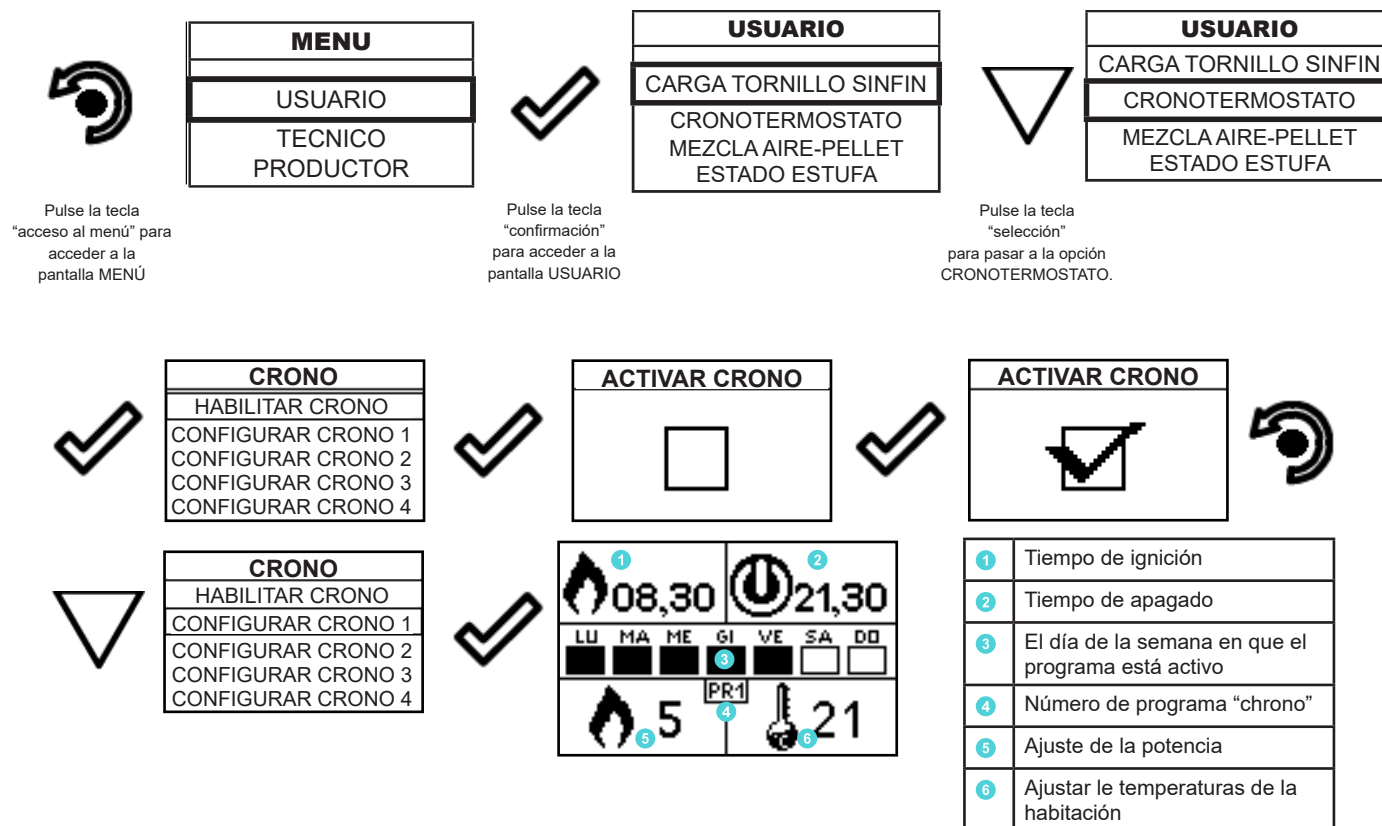 MENU
USUARIO
TECNICO
PRODUCTOR
USUARIO
CARGA TORNILLO SINFIN
CRONOTERMOSTATO
MEZCLA AIRE-PELLET
ESTADO ESTUFA
USUARIO
CARGA TORNILLO SINFIN
CRONOTERMOSTATO
MEZCLA AIRE-PELLET
ESTADO ESTUFA
Pulse la tecla
“acceso al menú” para
acceder a la
pantalla MENÚ
Pulse la tecla
“confirmación”
para acceder a la
pantalla USUARIO
Pulse la tecla
“selección”
para pasar a la opción
CRONOTERMOSTATO.
CRONO
HABILITAR CRONO
CONFIGURAR CRONO 1
CONFIGURAR CRONO 2
CONFIGURAR CRONO 3
CONFIGURAR CRONO 4
ACTIVAR CRONO
ACTIVAR CRONO
CRONO
HABILITAR CRONO
CONFIGURAR CRONO 1
CONFIGURAR CRONO 2
CONFIGURAR CRONO 3
CONFIGURAR CRONO 4
1 2
08,30 21,30
LU MA ME GI VE SA DO
3
PR1
4
5 5 6 21
1 Tiempo de ignición
2 Tiempo de apagado
3 El día de la semana en que el
programa está activo
4 Número de programa “chrono”
5 Ajuste de la potencia
6 Ajustar le temperaturas de la
habitación